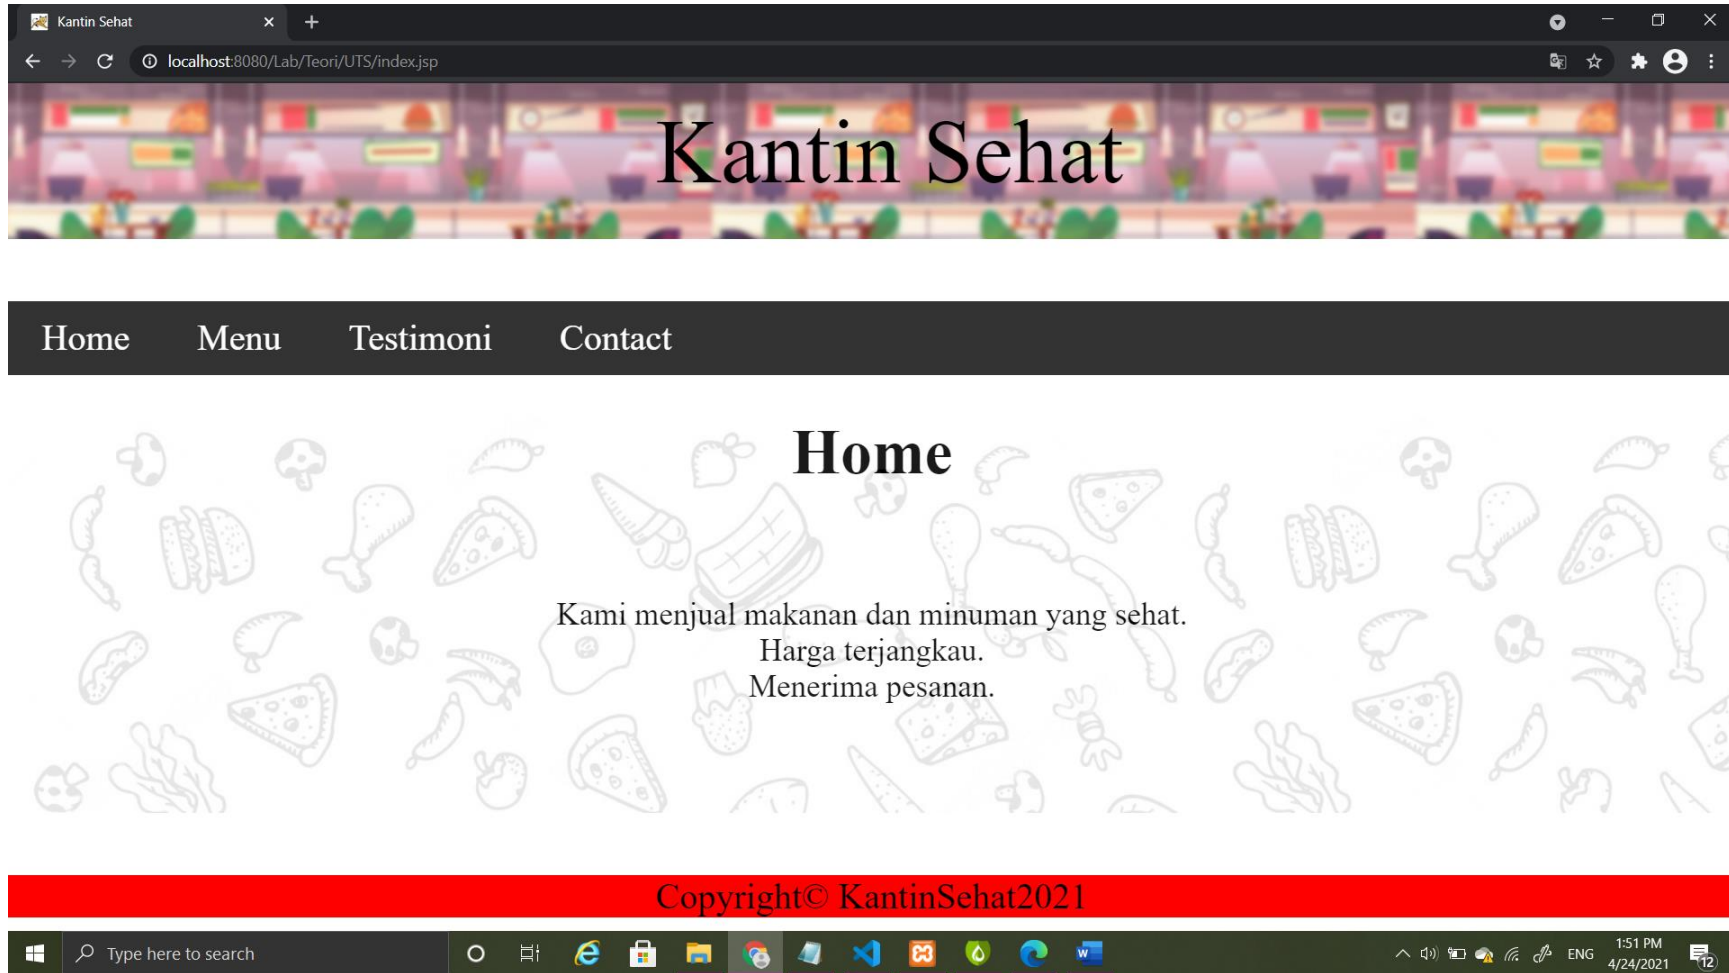 Kantin Sehat
localhost:8080/Lab/Teori/UTS/index.jsp
Kantin Sehat
Home Menu Testimoni Contact
Home
Kami menjual makanan dan minuman yang sehat.
Harga terjangkau.
Menerima pesanan.
Copyright© KantinSehat2021
Type here to search
ENG
1:51 PM
4/24/2021
12